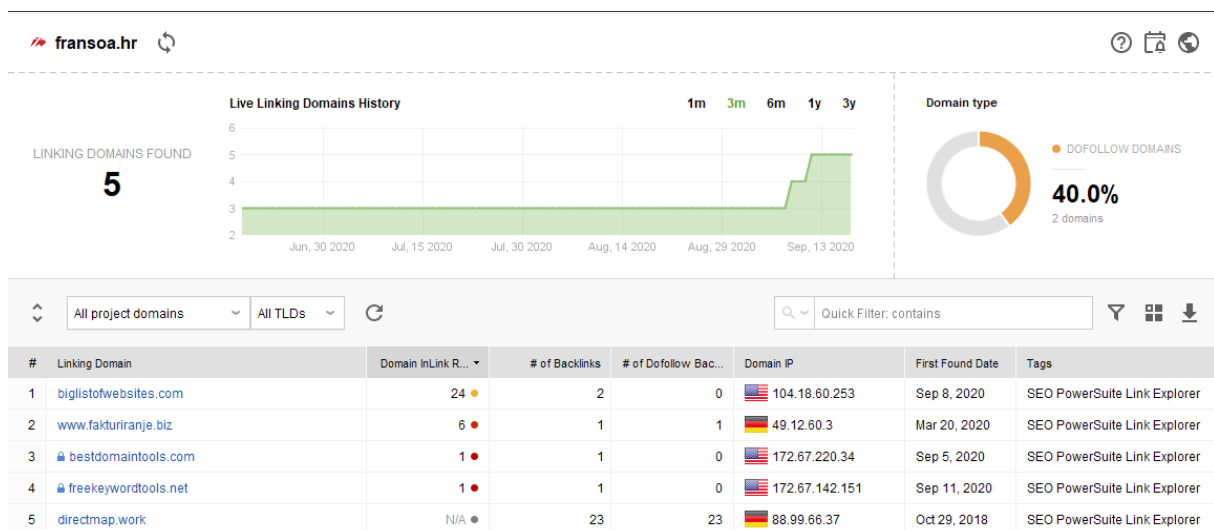 fransoa.hr
Live Linking Domains History
1m 3m 6m 1y 3y
Domain type
LINKING DOMAINS FOUND
5
6
5
4
3
2
Jun, 30 2020 Jul, 15 2020 Jul, 30 2020 Aug, 14 2020 Aug, 29 2020 Sep, 13 2020
DOFOLLOW DOMAINS
40.0%
2 domains
All project domains All TLDs Quick Filter: contains
# Linking Domain Domain InLink R... # of Backlinks # of Dofollow Bac... Domain IP First Found Date Tags
1 biglistofwebsites.com 24 2 0 104.18.60.253 Sep 8, 2020 SEO PowerSuite Link Explorer
2 www.fakturiranje.biz 6 1 1 49.12.60.3 Mar 20, 2020 SEO PowerSuite Link Explorer
3 bestdomaintools.com 1 1 0 172.67.220.34 Sep 5, 2020 SEO PowerSuite Link Explorer
4 freekeywordtools.net 1 1 0 172.67.142.151 Sep 11, 2020 SEO PowerSuite Link Explorer
5 directmap.work N/A 23 23 88.99.66.37 Oct 29, 2018 SEO PowerSuite Link Explorer